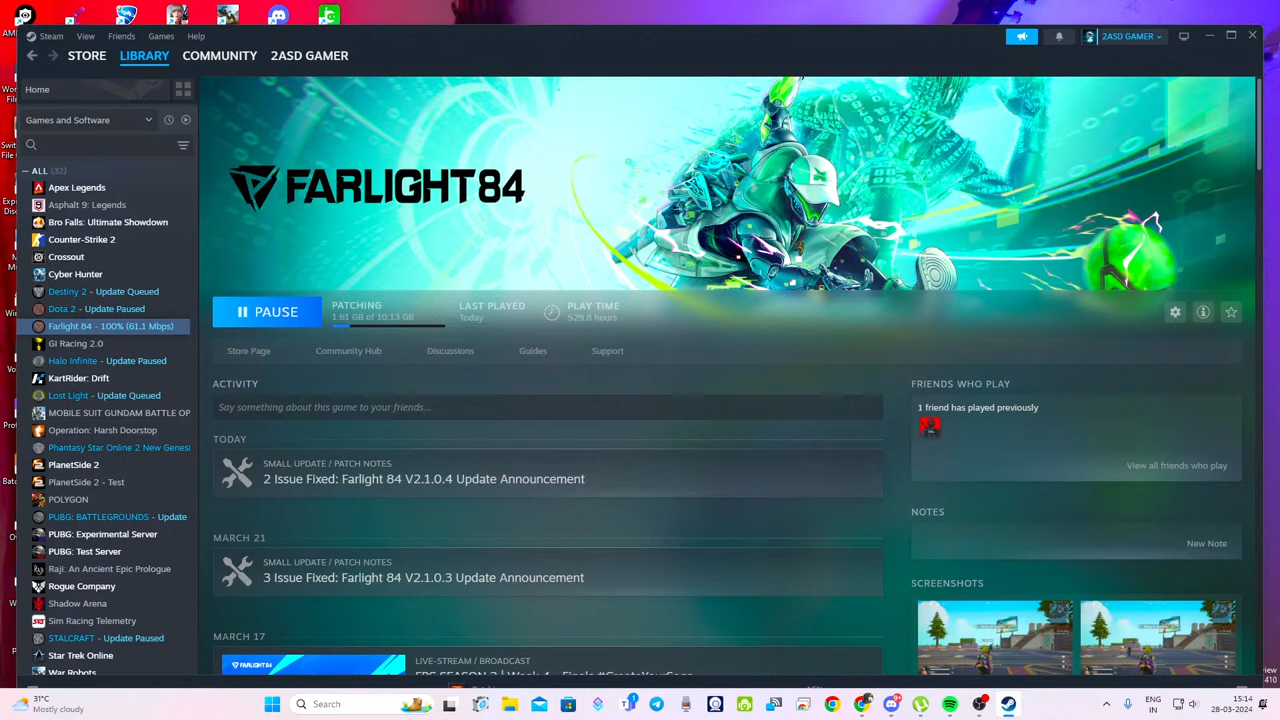 Steam View Friends Games Help
2ASD GAMER
STORE LIBRARY COMMUNITY 2ASD GAMER
Home
Games and Software
ALL (32)
Apex Legends
Asphalt 9: Legends
Bro Falls: Ultimate Showdown
Counter-Strike 2
Crossout
Cyber Hunter
Destiny 2 - Update Queued
Dota 2 - Update Paused
Farlight 84 - 100% (61.1 Mbps)
GI Racing 2.0
Halo Infinite - Update Paused
KartRider: Drift
Lost Light - Update Queued
MOBILE SUIT GUNDAM BATTLE OP
Operation: Harsh Doorstop
Phantasy Star Online 2 New Genesi
PlanetSide 2
PlanetSide 2 - Test
POLYGON
PUBG: BATTLEGROUNDS - Update
PUBG: Experimental Server
PUBG: Test Server
Raji: An Ancient Epic Prologue
Rogue Company
Shadow Arena
Sim Racing Telemetry
STALCRAFT - Update Paused
Star Trek Online
War Robots
FARLIGHT84
PAUSE
PATCHING
1.61 GB of 10.13 GB
LAST PLAYED
Today
PLAY TIME
529.8 hours
Store Page Community Hub Discussions Guides Support
ACTIVITY
Say something about this game to your friends...
TODAY
SMALL UPDATE / PATCH NOTES
2 Issue Fixed: Farlight 84 V2.1.0.4 Update Announcement
MARCH 21
SMALL UPDATE / PATCH NOTES
3 Issue Fixed: Farlight 84 V2.1.0.3 Update Announcement
MARCH 17
FARLIGHT84
LIVE-STREAM / BROADCAST
FRIENDS WHO PLAY
1 friend has played previously
View all friends who play
NOTES
New Note
SCREENSHOTS
31°C
Mostly cloudy
Search
ENG
IN
15:14
28-03-2024